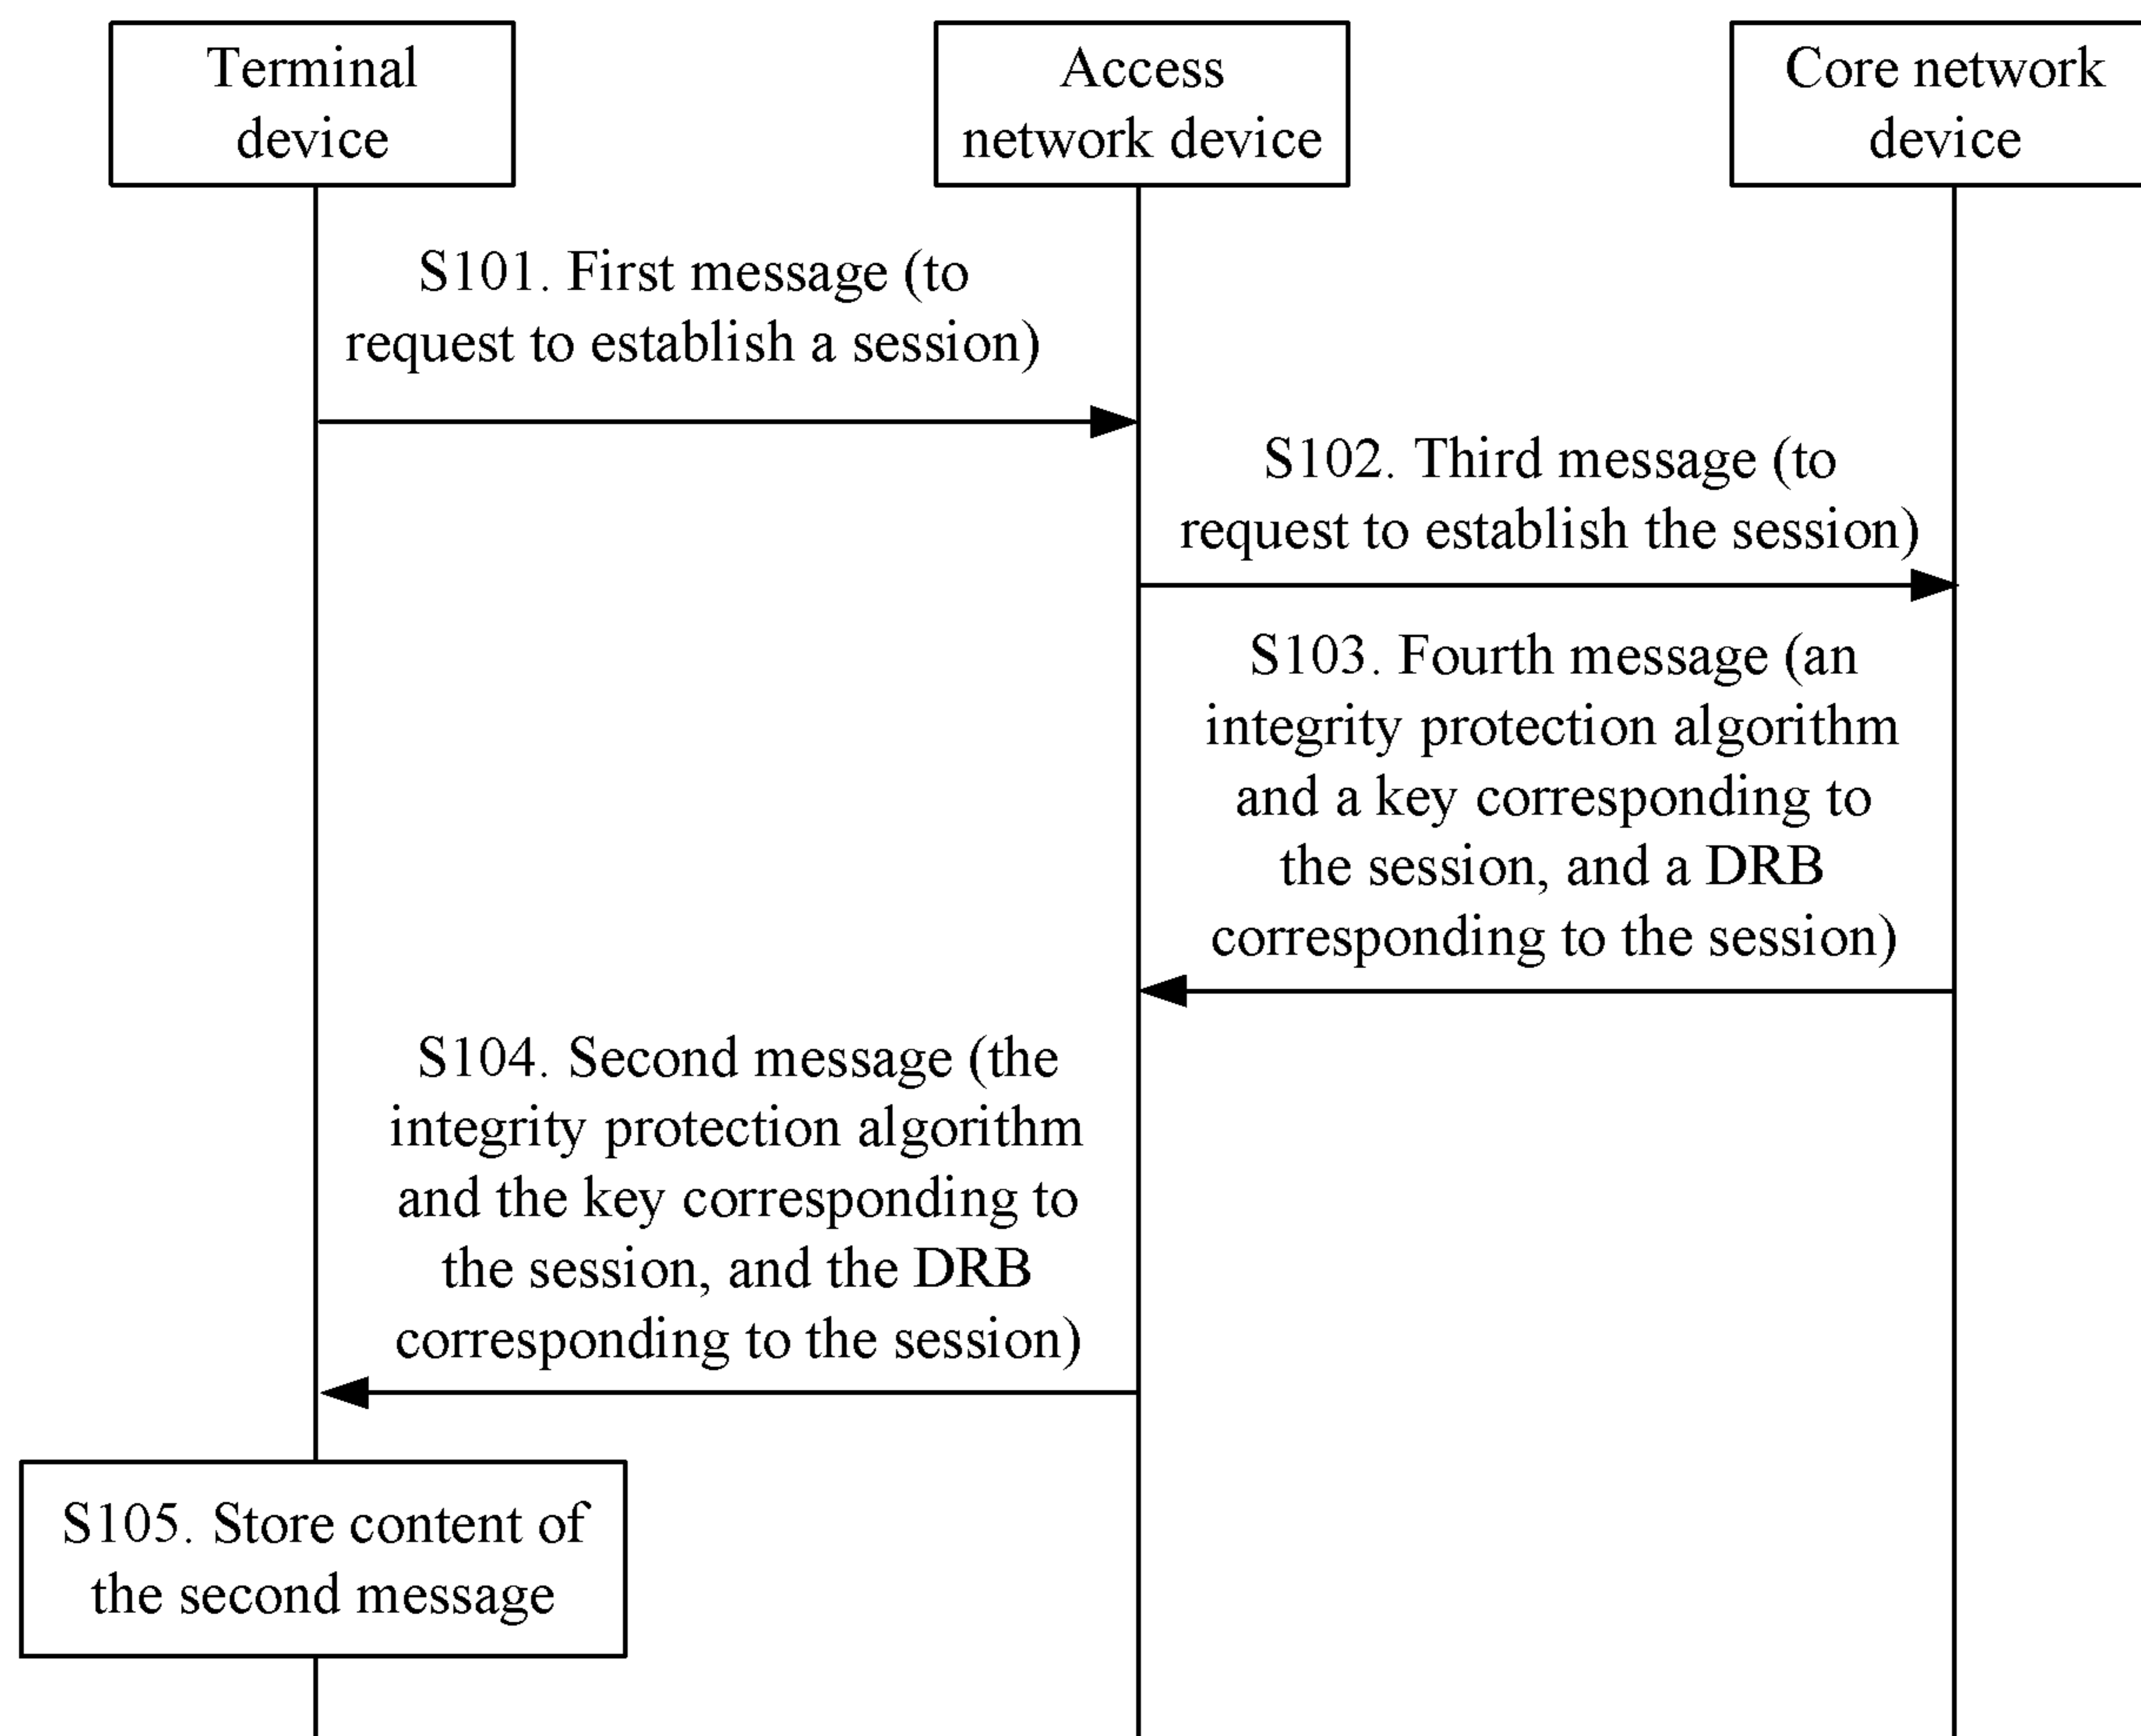 Terminal
device
Access
network device
Core network
device
S101. First message (to
request to establish a session)
S102. Third message (to
request to establish the session)
S103. Fourth message (an
integrity protection algorithm
and a key corresponding to
the session, and a DRB
corresponding to the session)
S104. Second message (the
integrity protection algorithm
and the key corresponding to
the session, and the DRB
corresponding to the session)
S105. Store content of
the second message